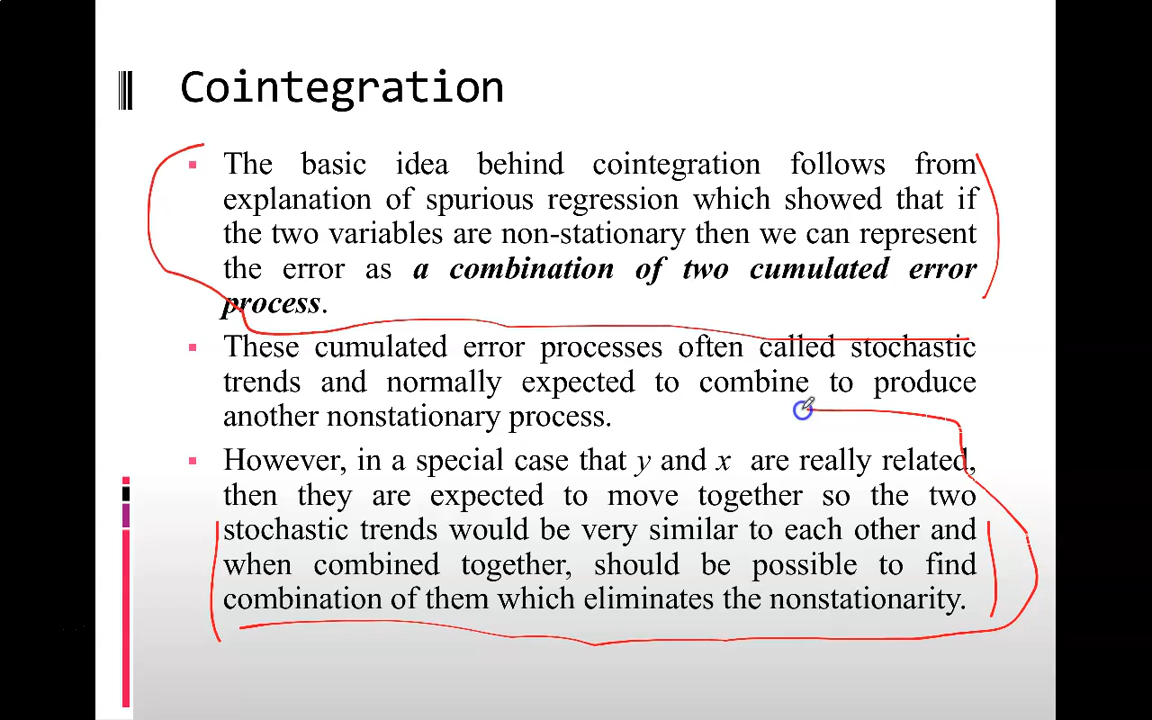 Cointegration
The basic idea behind cointegration follows from
explanation of spurious regression which showed that if
the two variables are non-stationary then we can represent
the error as a combination of two cumulated error
process.
These cumulated error processes often called stochastic
trends and normally expected to combine to produce
another nonstationary process.
However, in a special case that y and x are really related,
then they are expected to move together so the two
stochastic trends would be very similar to each other and
when combined together, should be possible to find
combination of them which eliminates the nonstationarity.